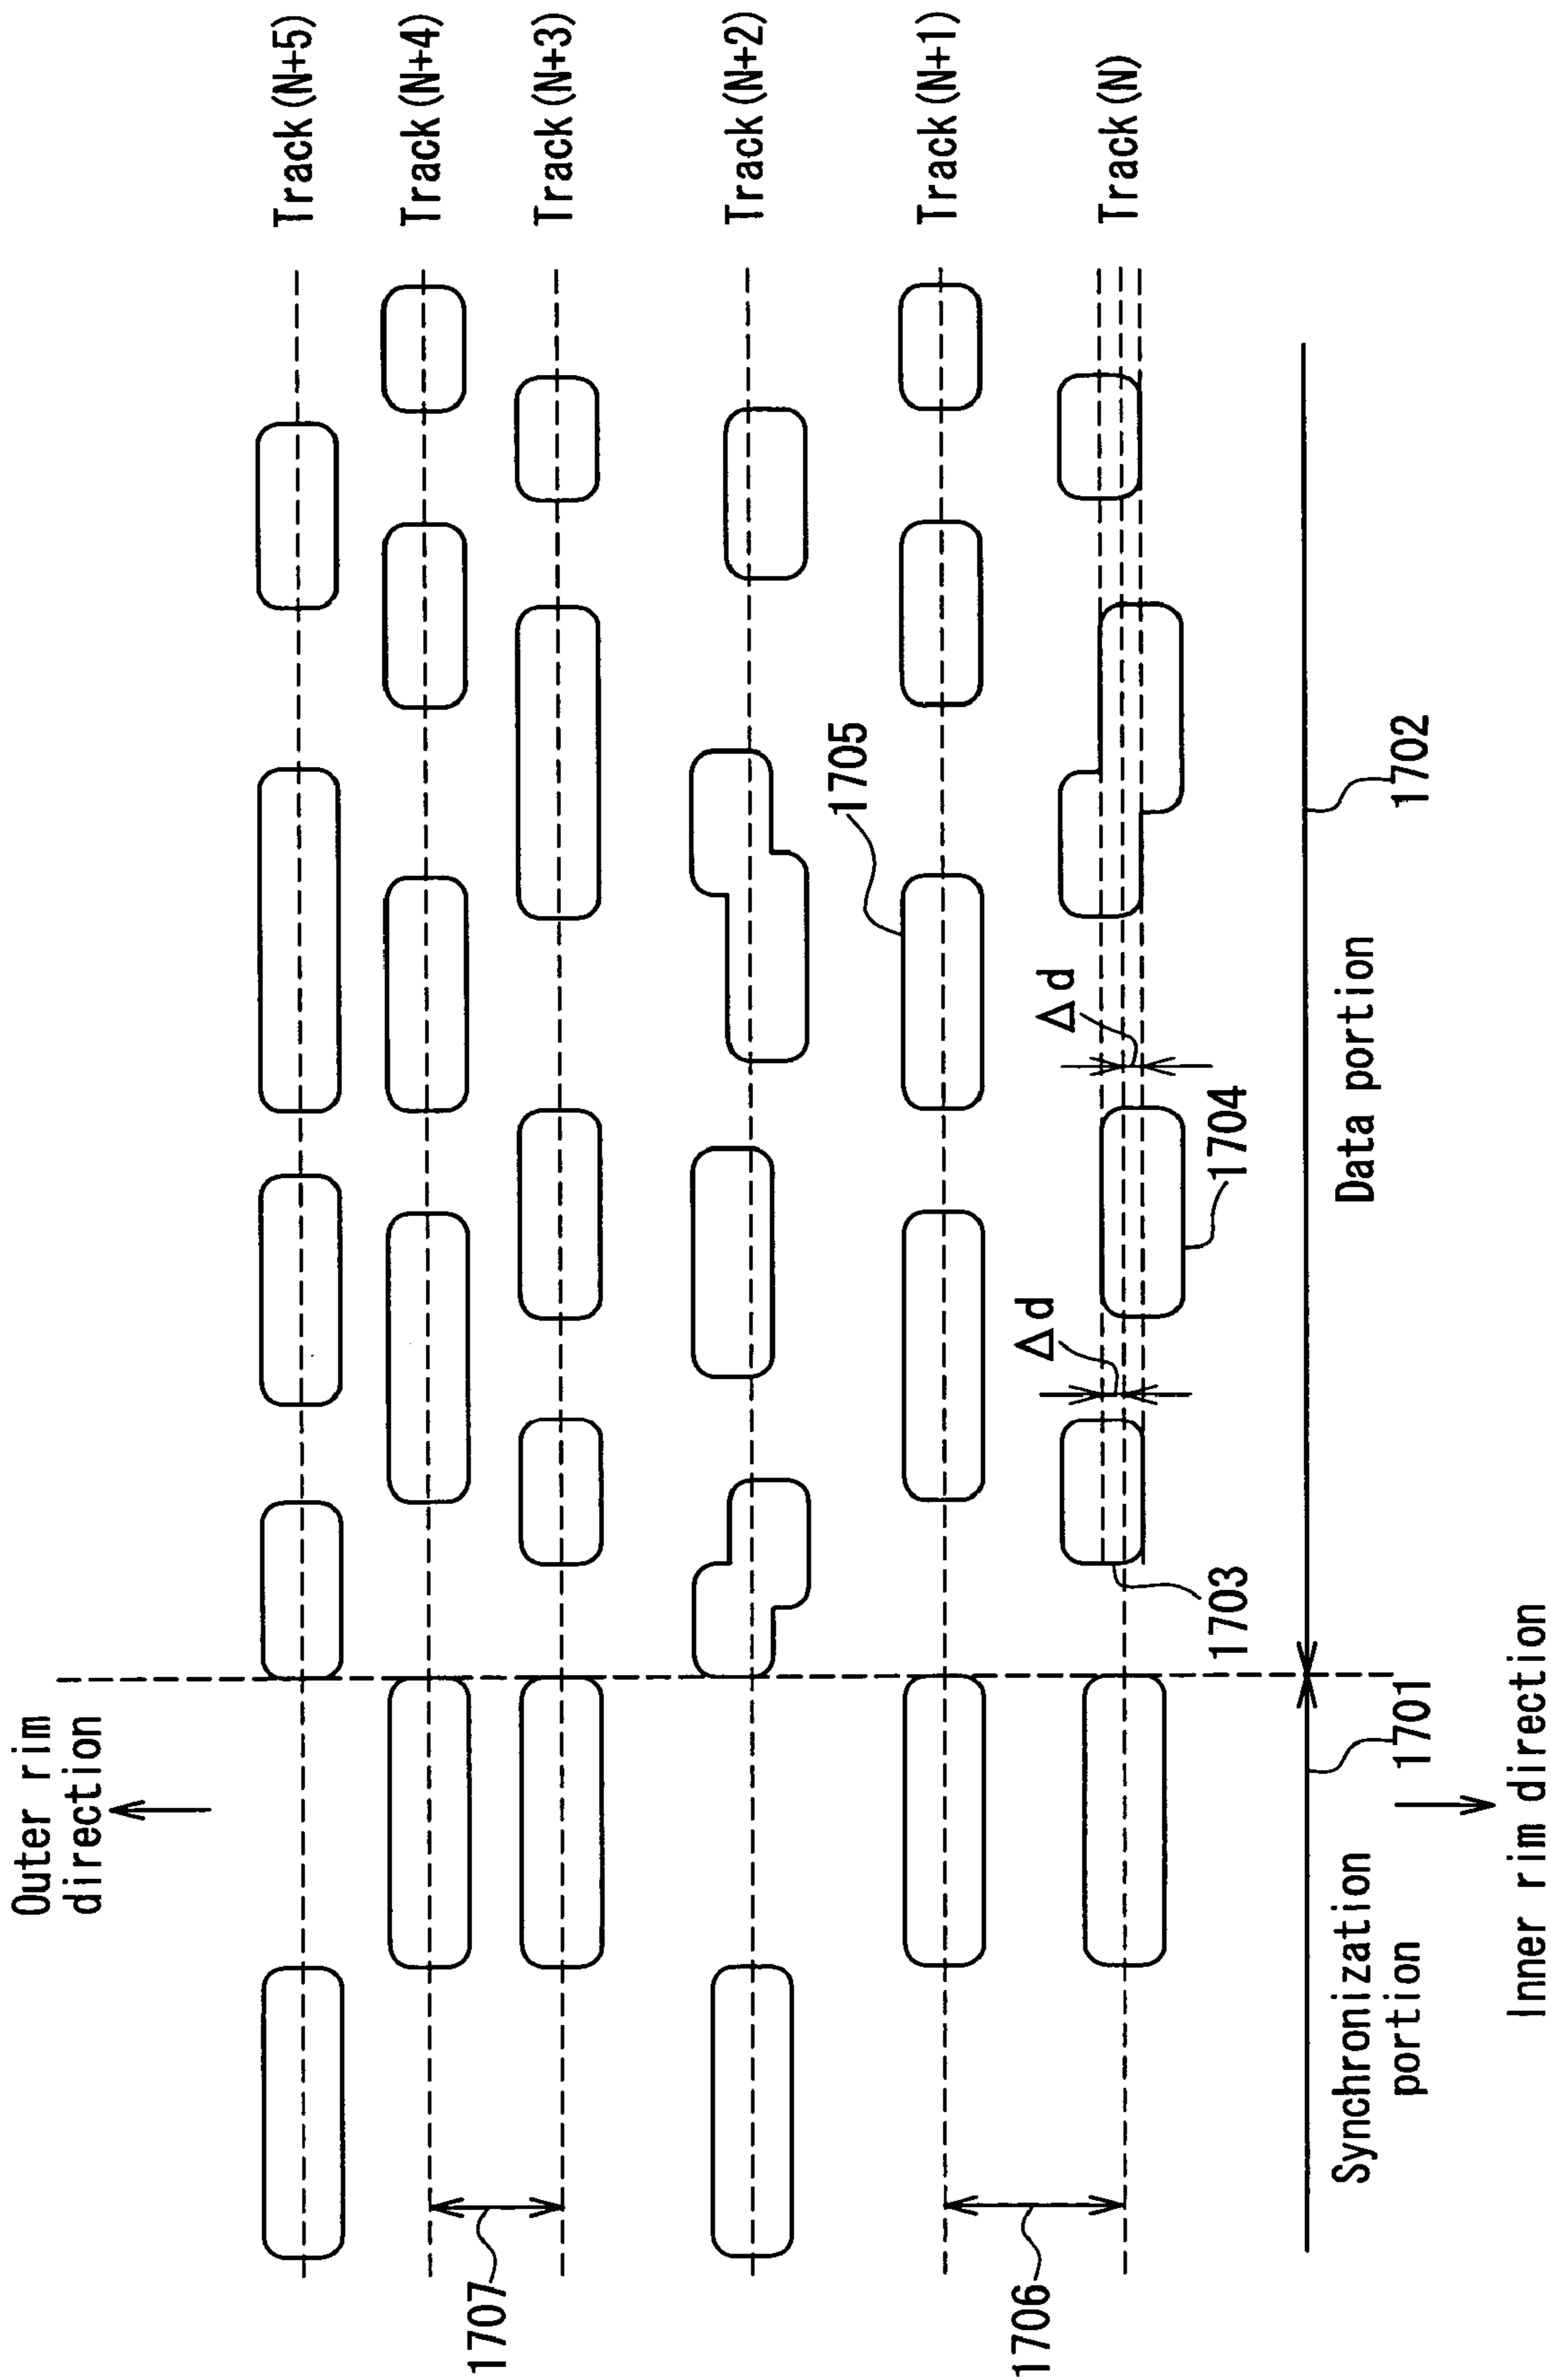 Outer rim
direction
Track(N+5)
Track(N+4)
Track(N+3)
Track(N+2)
Track(N+1)
Track(N)
1707
1706
1705
Δd
Δd
1703
1704
1701
1702
Synchronization
portion
Data portion
Inner rim direction